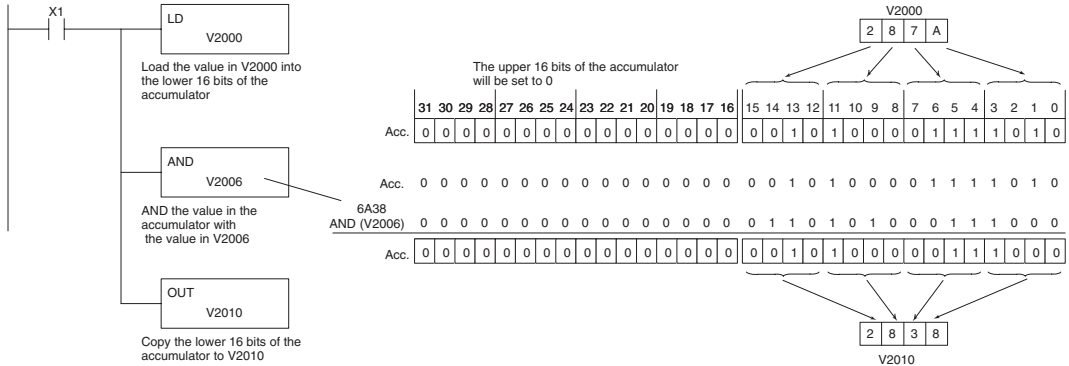 X1
LD
V2000
Load the value in V2000 into
the lower 16 bits of the
accumulator
The upper 16 bits of the accumulator
will be set to 0
V2000
2 8 7 A
31 30 29 28 27 26 25 24 23 22 21 20 19 18 17 16 15 14 13 12 11 10 9 8 7 6 5 4 3 2 1 0
Acc. 0 0 0 0 0 0 0 0 0 0 0 0 0 0 0 0 0 0 1 0 1 0 0 0 0 1 1 1 1 0 1 0
AND
V2006
AND the value in the
accumulator with
the value in V2006
Acc. 0 0 0 0 0 0 0 0 0 0 0 0 0 0 0 0 0 0 1 0 1 0 0 0 0 1 1 1 1 0 1 0
6A38
AND (V2006) 0 0 0 0 0 0 0 0 0 0 0 0 0 0 0 0 0 1 1 0 1 0 1 0 0 0 1 1 1 0 0 0
Acc. 0 0 0 0 0 0 0 0 0 0 0 0 0 0 0 0 0 0 1 0 1 0 0 0 0 0 1 1 1 0 0 0
OUT
V2010
Copy the lower 16 bits of the
accumulator to V2010
2 8 3 8
V2010